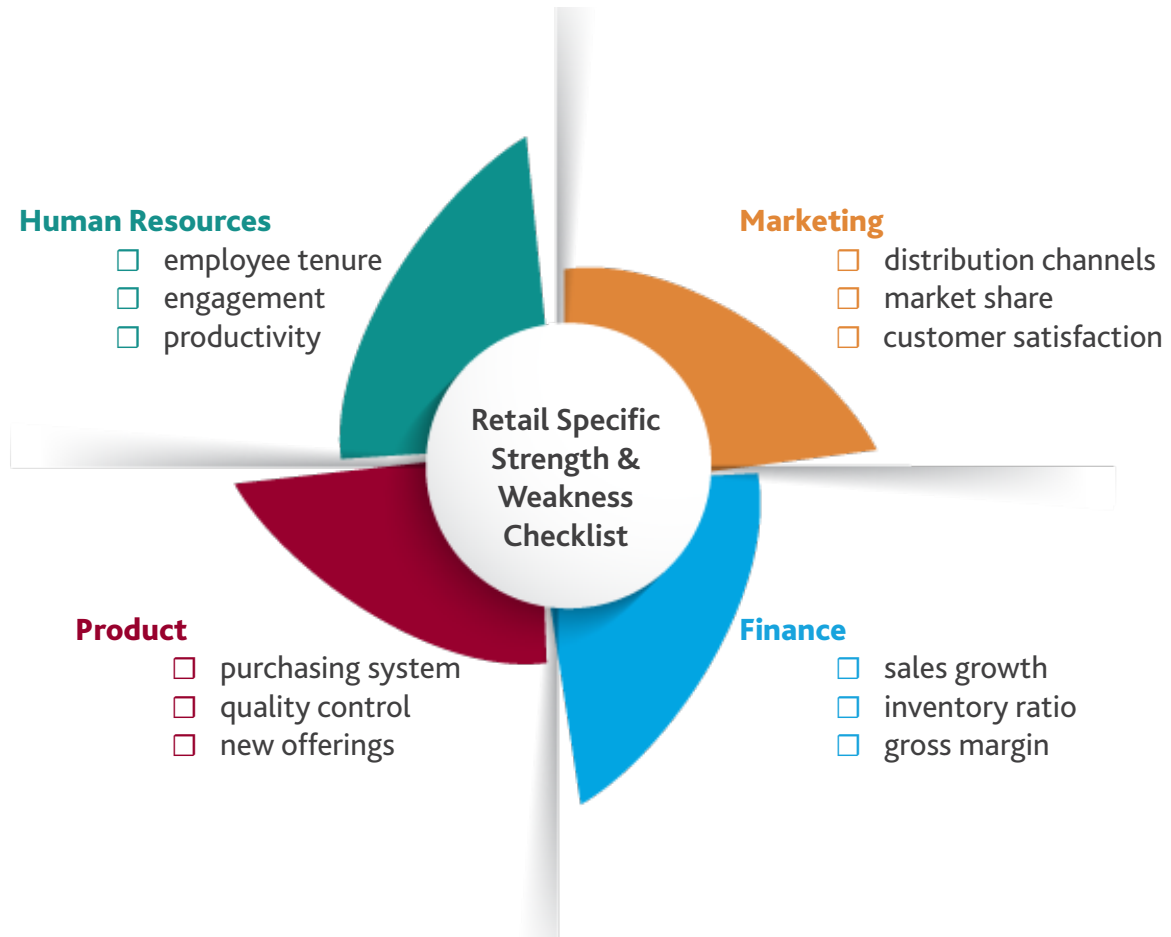 Human Resources
☐ employee tenure
☐ engagement
☐ productivity
Marketing
☐ distribution channels
☐ market share
☐ customer satisfaction
Retail Specific
Strength &
Weakness
Checklist
Product
☐ purchasing system
☐ quality control
☐ new offerings
Finance
☐ sales growth
☐ inventory ratio
☐ gross margin